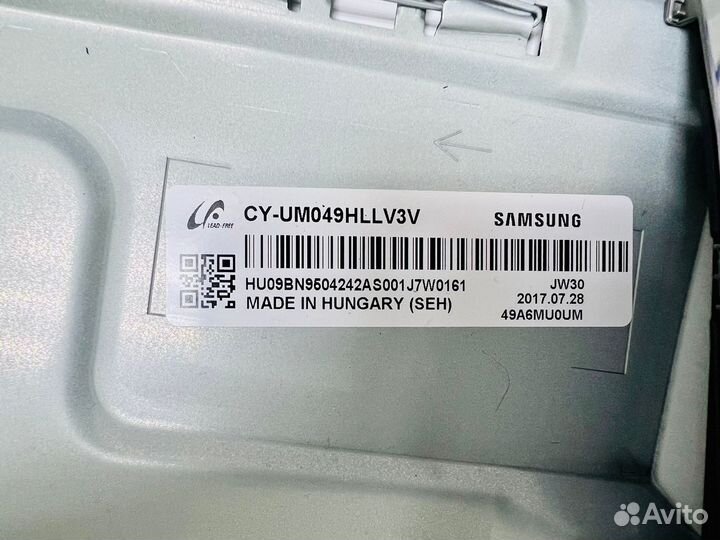 CY-UM049HLLV3V SAMSUNG
LEAD-FREE
HU09BN9504242AS001J7W0161 JW30
MADE IN HUNGARY (SEH) 2017.07.28
49A6MU0UM
Avito